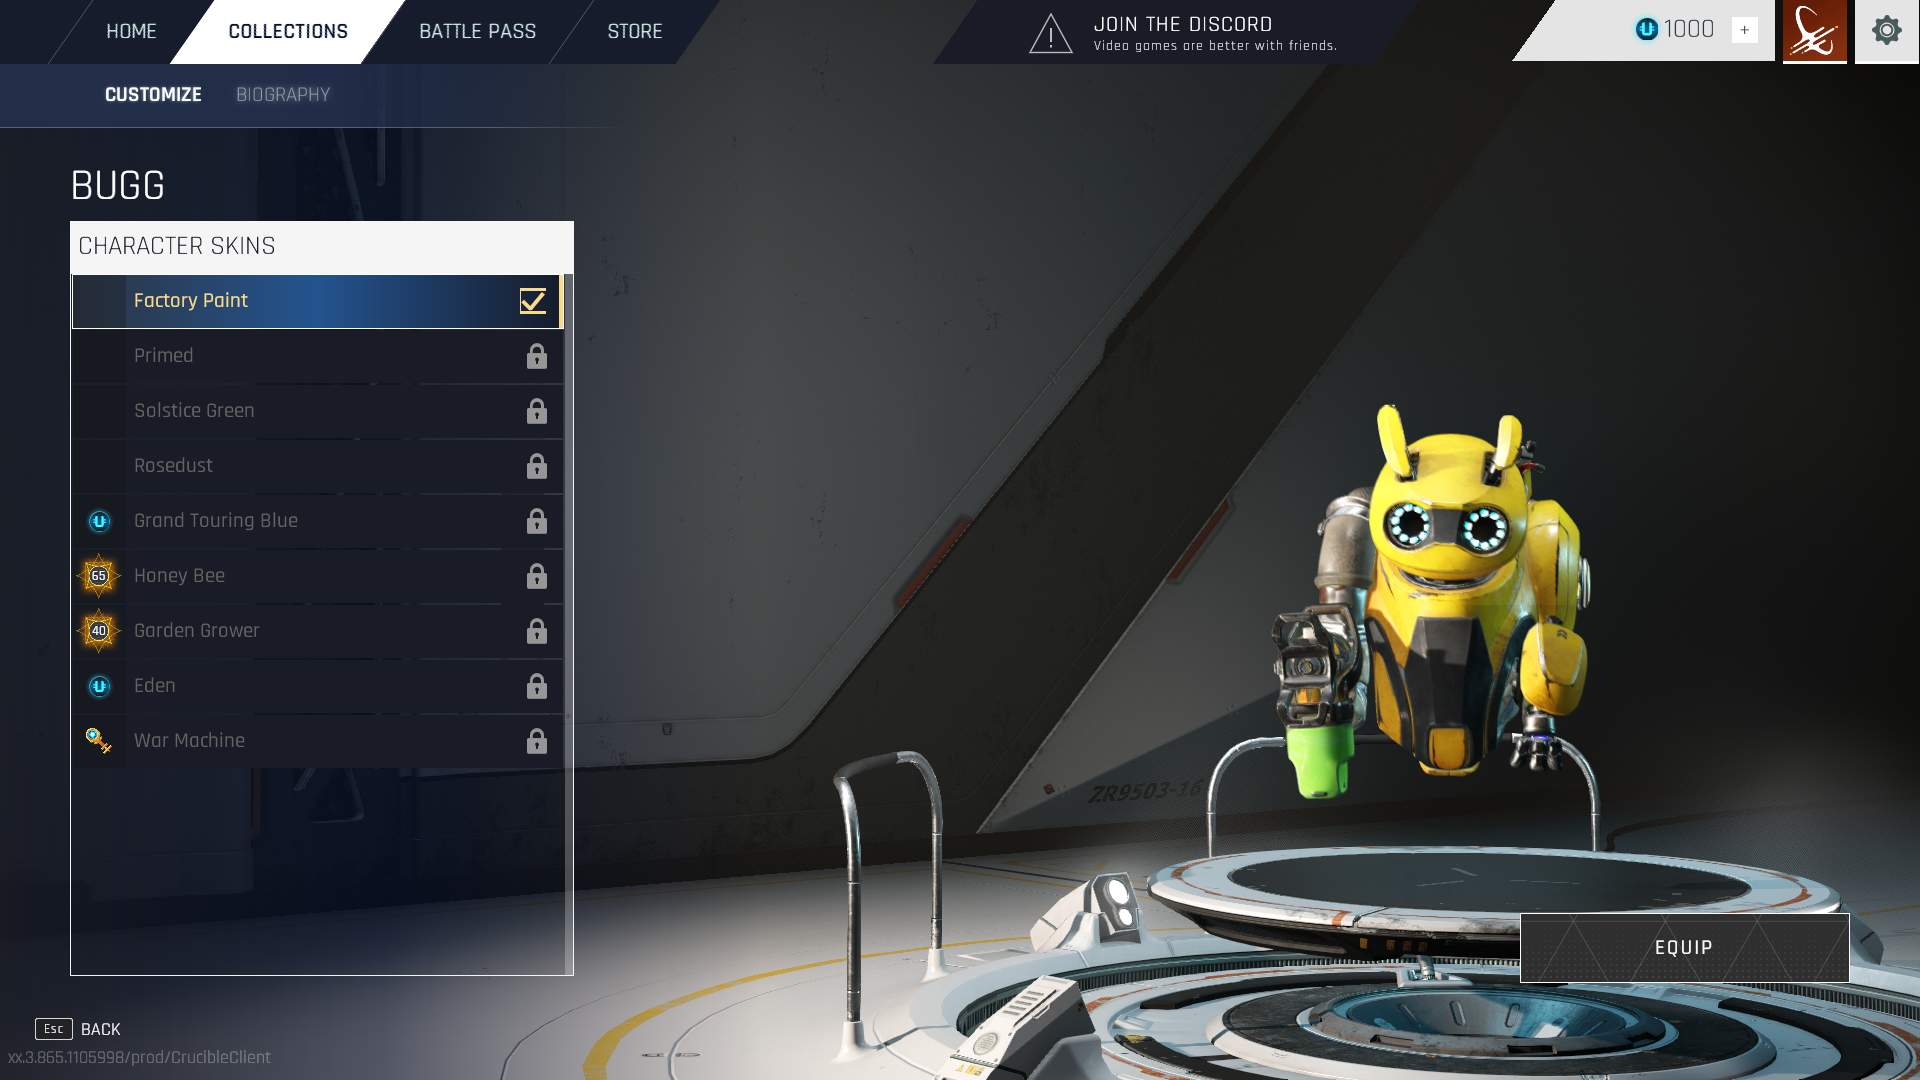 HOME
COLLECTIONS
BATTLE PASS
STORE
JOIN THE DISCORD
Video games are better with friends.
1000
+
CUSTOMIZE
BIOGRAPHY
BUGG
CHARACTER SKINS
Factory Paint
Primed
Solstice Green
Rosedust
Grand Touring Blue
65
Honey Bee
40
Garden Grower
Eden
War Machine
ZR9503-16
EQUIP
Esc BACK
xx.3.865.1105998/prod/CrucibleClient